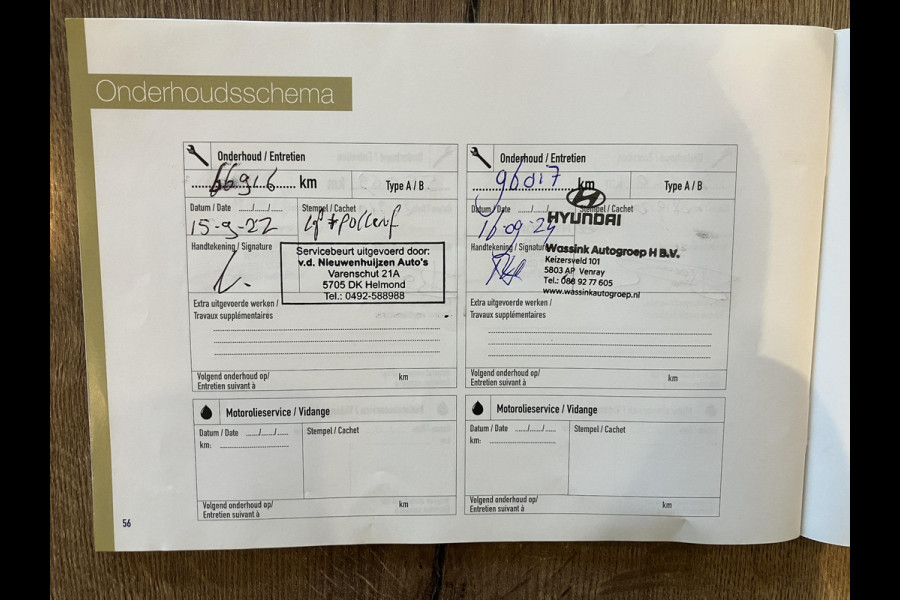 Onderhoudsschema
Onderhoud / Entretien
66916 km
Type A / B
Datum / Date ...../...../.....
15-9-22
Stempel / Cachet
Handtekening / Signature
Servicebeurt uitgevoerd door:
v.d. Nieuwenhuijzen Auto's
Varenschut 21A
5705 DK Helmond
Tel.: 0492-588988
Extra uitgevoerde werken /
Travaux supplémentaires
Volgend onderhoud op/
Entretien suivant à
km
Onderhoud / Entretien
96017 km
Type A / B
Datum / Date ...../...../.....
16-09-24
Stempel / Cachet
HYUNDAI
Handtekening / Signature
Wassink Autogroep H B.V.
Keizersveld 101
5803 AP Venray
Tel.: 088 92 77 605
www.wassinkautogroep.nl
Extra uitgevoerde werken /
Travaux supplémentaires
Volgend onderhoud op/
Entretien suivant à
km
Motorolieservice / Vidange
Datum / Date ...../...../.....
km:
Stempel / Cachet
Volgend onderhoud op/
Entretien suivant à
km
Motorolieservice / Vidange
Datum / Date ...../...../.....
km:
Stempel / Cachet
Volgend onderhoud op/
Entretien suivant à
km
56